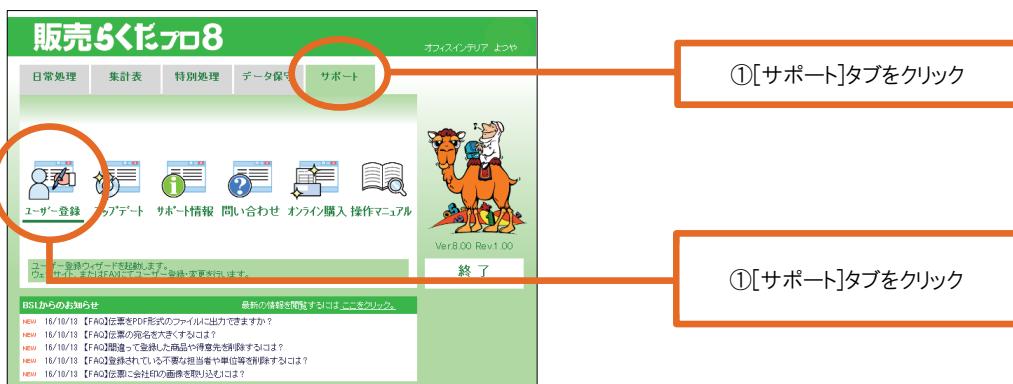 販売らくだプロ8
オフィスインテリア よつや
日常処理 集計表 特別処理 データ保守 サポート
①[サポート]タブをクリック
ユーザー登録 アップデート サポート情報 問い合わせ オンライン購入 操作マニュアル
Ver.8.00 Rev1.00
終了
ユーザー登録ウィザードを起動します。
ウェブサイト、またはFAXにてユーザー登録・変更を行います。
①[サポート]タブをクリック
BSLからのお知らせ 最新の情報を閲覧するには ここをクリック。
NEW 16/10/13 【FAQ】伝票をPDF形式のファイルに出力できますか？
NEW 16/10/13 【FAQ】伝票の宛名を大きくするには？
NEW 16/10/13 【FAQ】間違って登録した商品や得意先を削除するには？
NEW 16/10/13 【FAQ】登録されている不要な担当者や単位等を削除するには？
NEW 16/10/13 【FAQ】伝票に会社印の画像を取り込むには？